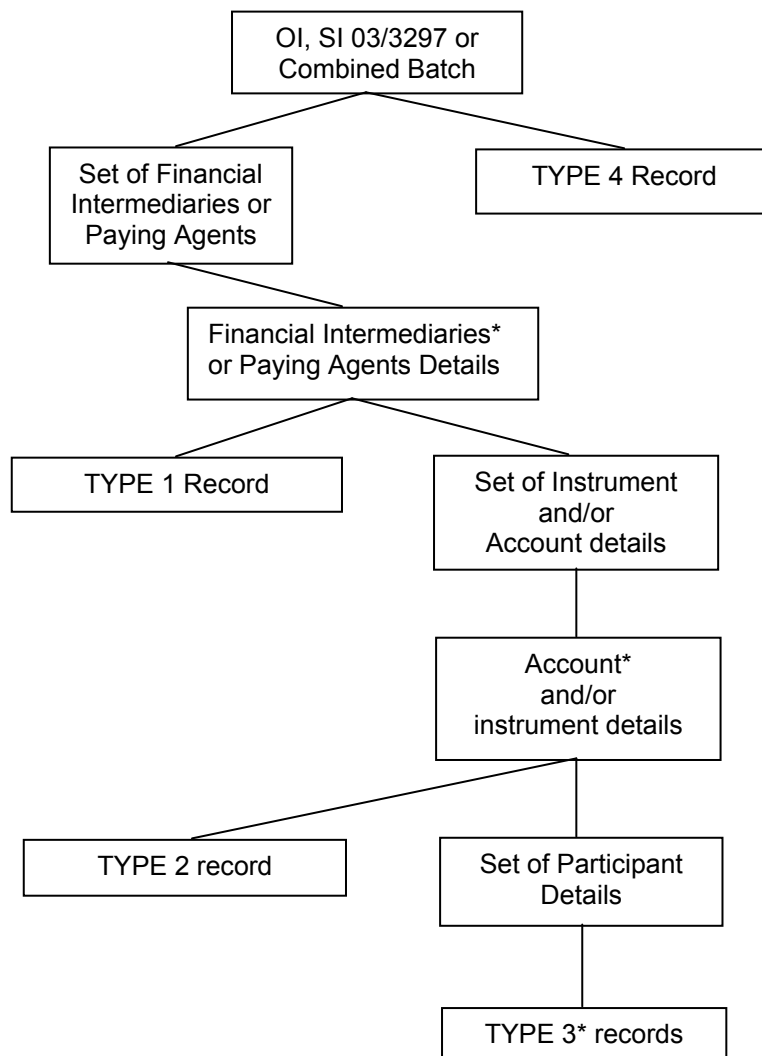 OI, SI 03/3297 or
Combined Batch
Set of Financial
Intermediaries or
Paying Agents
TYPE 4 Record
Financial Intermediaries*
or Paying Agents Details
TYPE 1 Record
Set of Instrument
and/or
Account details
Account*
and/or
instrument details
TYPE 2 record
Set of Participant
Details
TYPE 3* records